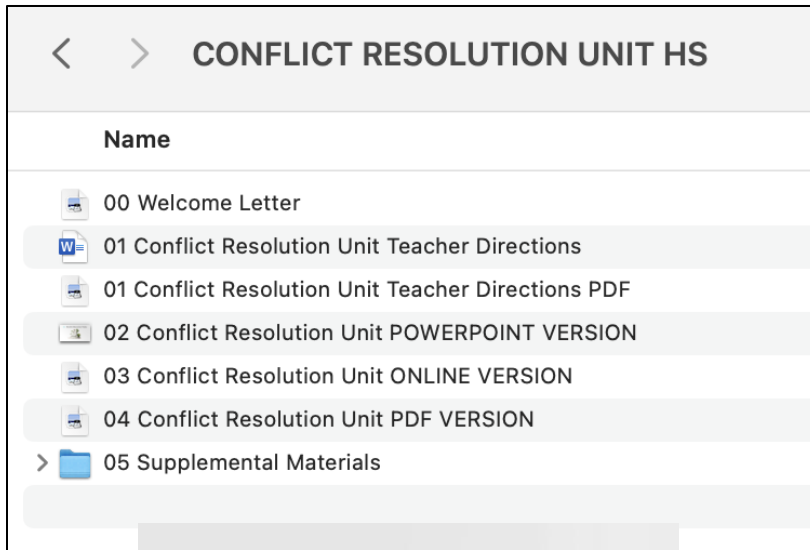 CONFLICT RESOLUTION UNIT HS
Name
00 Welcome Letter
W
01 Conflict Resolution Unit Teacher Directions
01 Conflict Resolution Unit Teacher Directions PDF
02 Conflict Resolution Unit POWERPOINT VERSION
03 Conflict Resolution Unit ONLINE VERSION
04 Conflict Resolution Unit PDF VERSION
05 Supplemental Materials